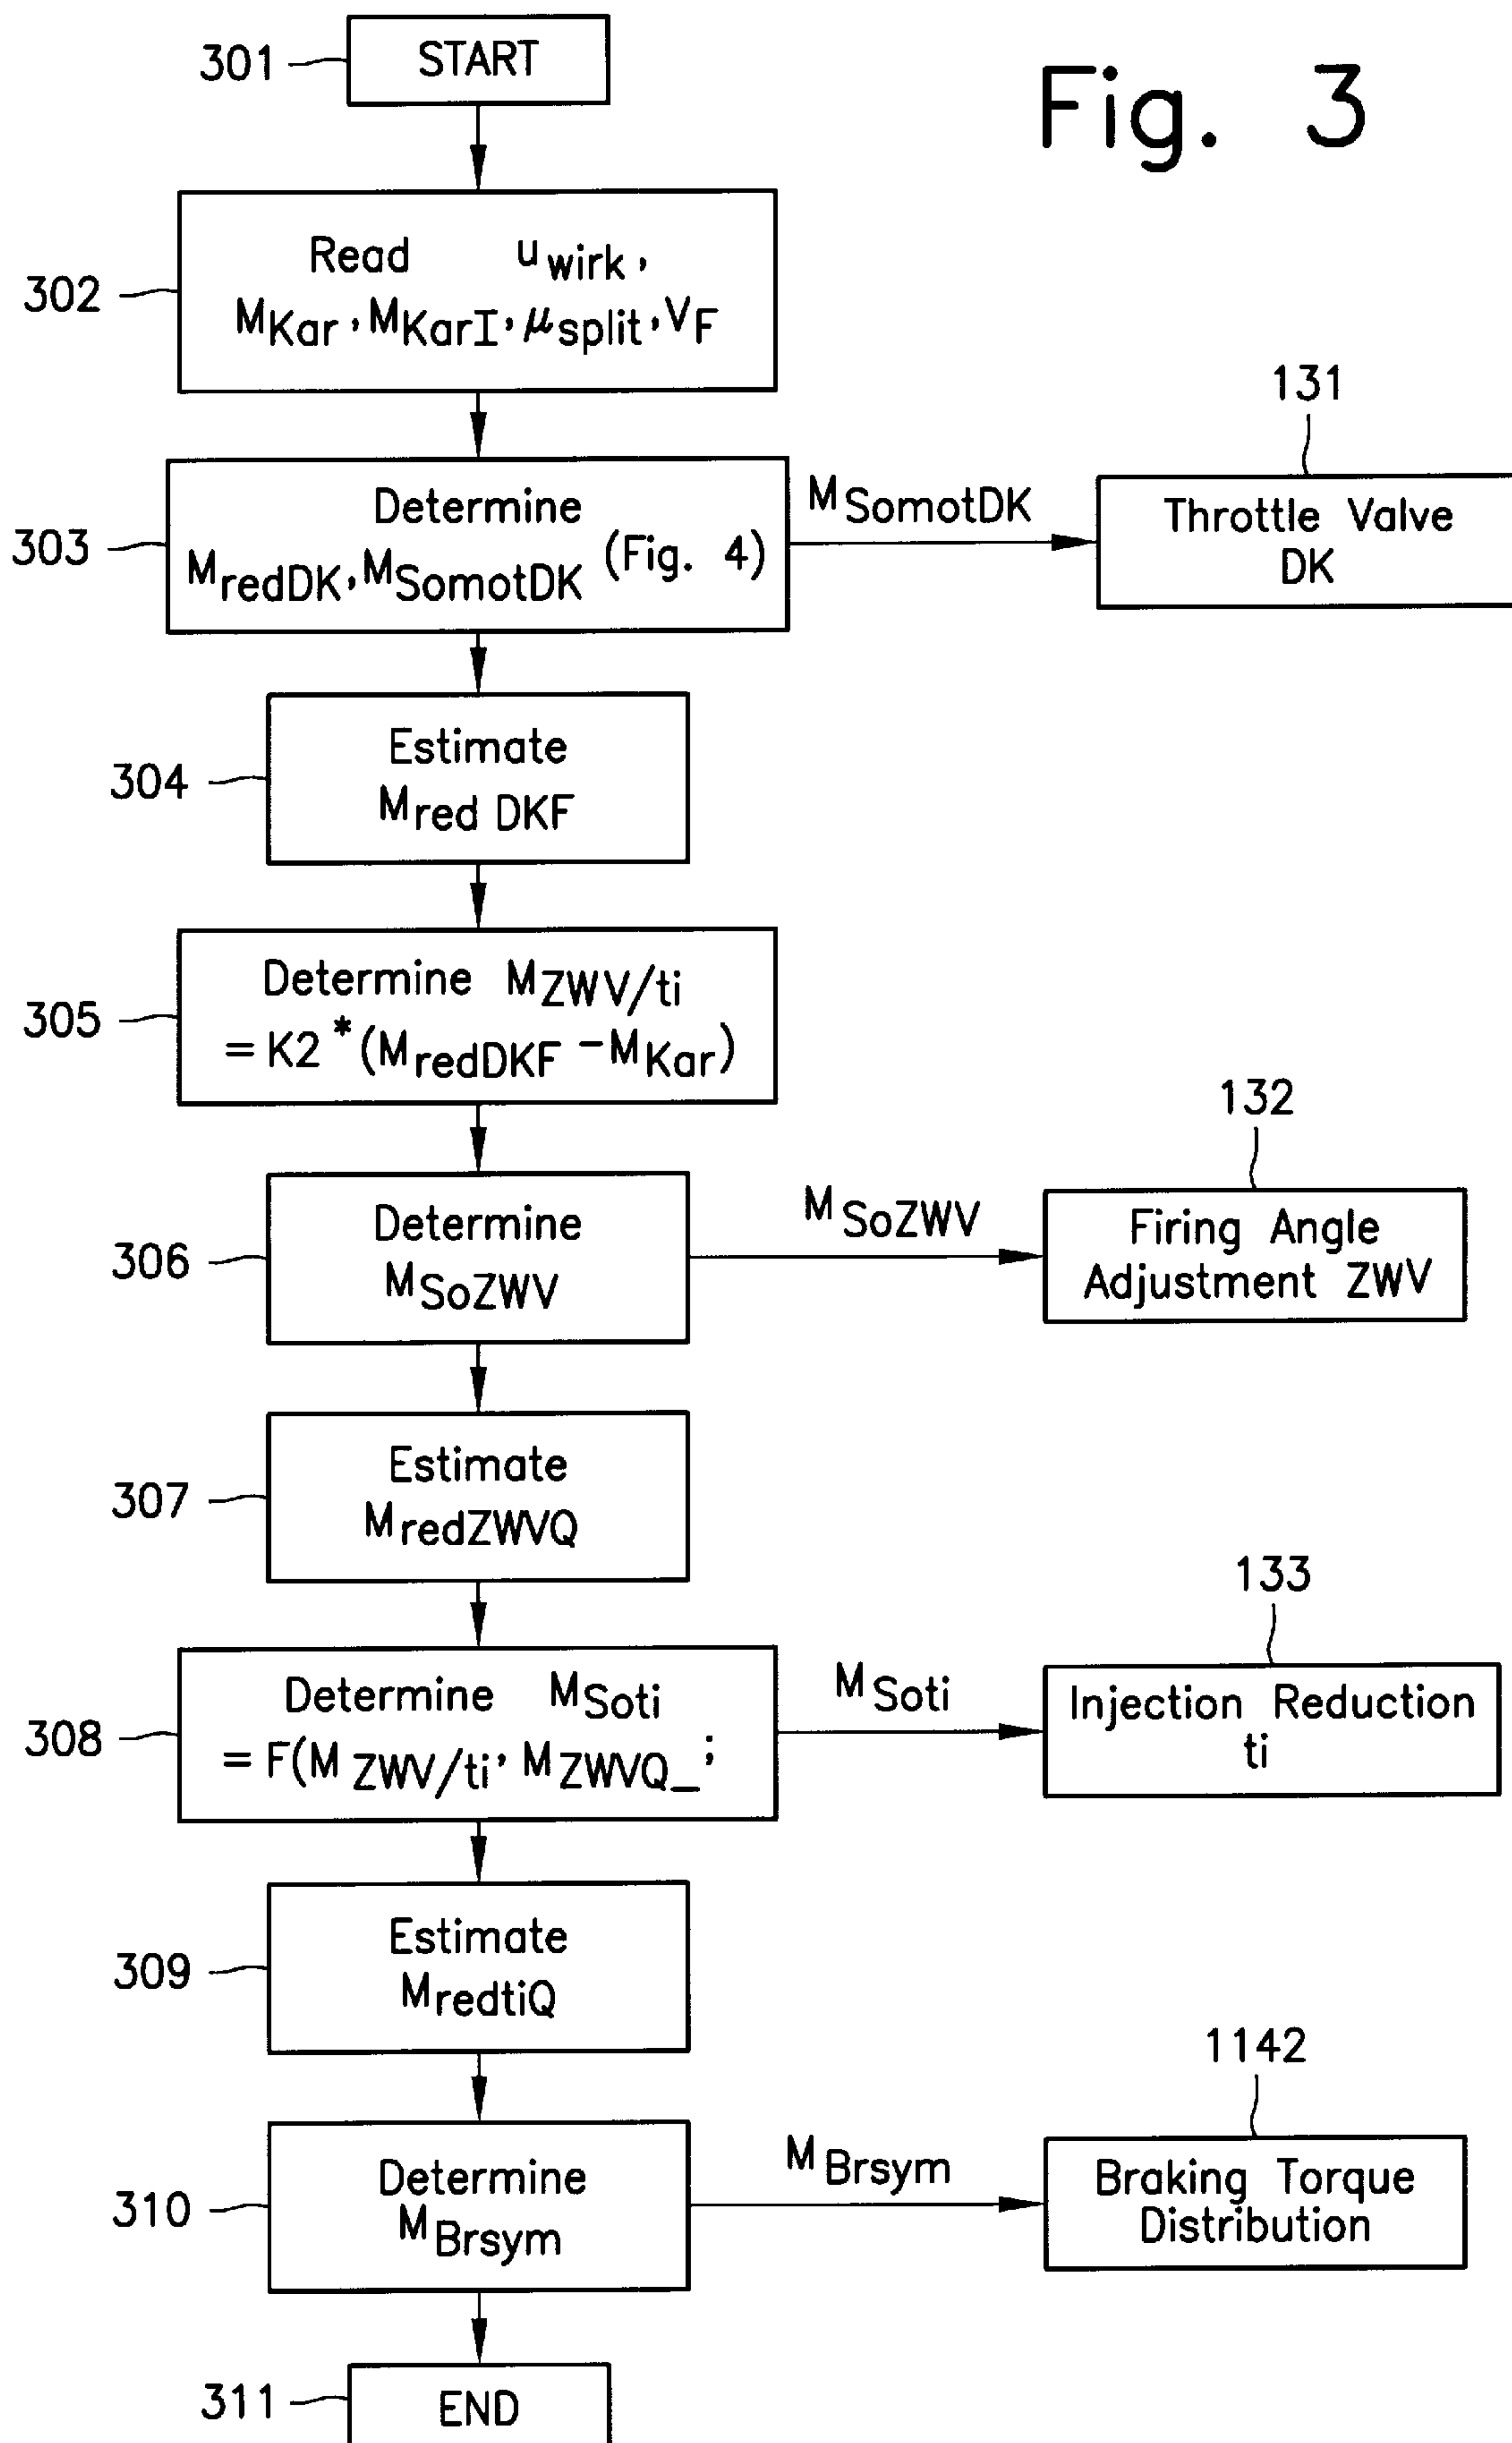 Fig. 3
301
START
302
Read u wirk,
MKar, MKarI, μsplit, VF
303
Determine
MredDK, MSomotDK (Fig. 4)
MSomotDK
131
Throttle Valve
DK
304
Estimate
Mred DKF
305
Determine MZWV/ti
= K2*(MredDKF -MKar)
306
Determine
MSoZWV
MSoZWV
132
Firing Angle
Adjustment ZWV
307
Estimate
MredZWVQ
308
Determine MSoti
= F(M ZWV/ti, MZWVQ_;
MSoti
133
Injection Reduction
ti
309
Estimate
MredtiQ
310
Determine
MBrsym
MBrsym
1142
Braking Torque
Distribution
311
END